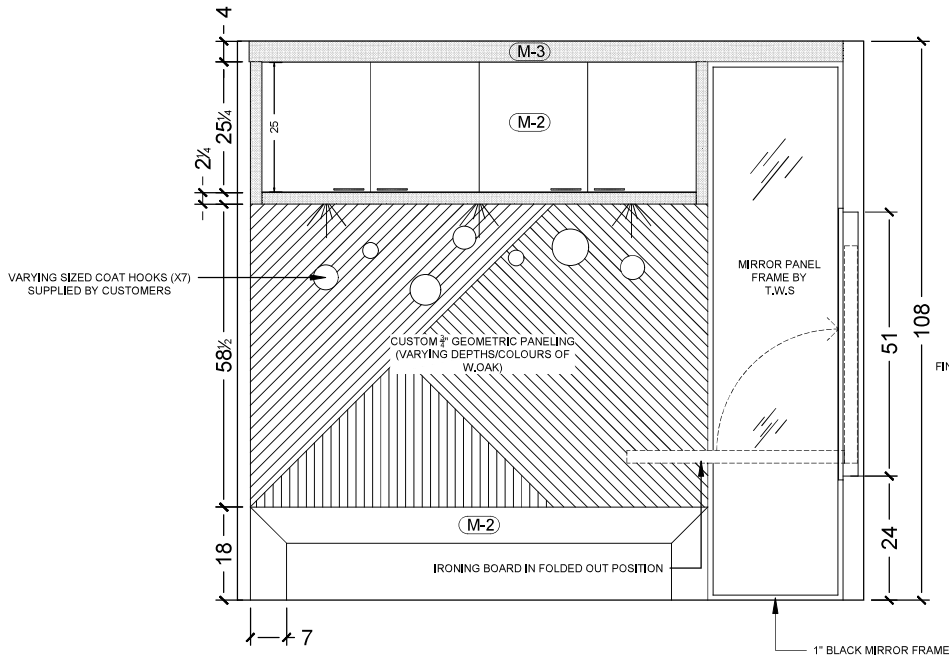 4
M-3
25¼
25
M-2
2¼
VARYING SIZED COAT HOOKS (X7)
SUPPLIED BY CUSTOMERS
MIRROR PANEL
FRAME BY
T.W.S
58½
CUSTOM ¾" GEOMETRIC PANELING
(VARYING DEPTHS/COLOURS OF
W.OAK)
51
108
18
M-2
24
IRONING BOARD IN FOLDED OUT POSITION
7
1" BLACK MIRROR FRAME